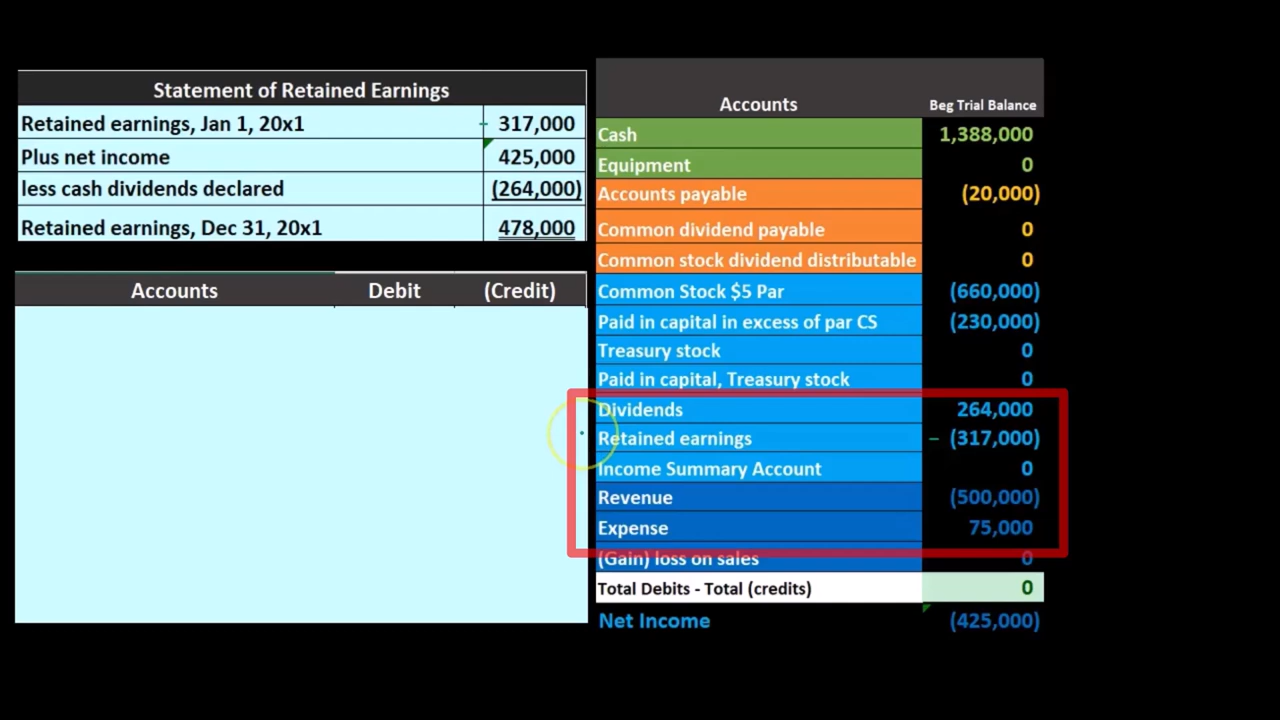 Statement of Retained Earnings
Retained earnings, Jan 1, 20x1 317,000
Plus net income 425,000
less cash dividends declared (264,000)
Retained earnings, Dec 31, 20x1 478,000
Accounts Debit (Credit)
Accounts Beg Trial Balance
Cash 1,388,000
Equipment 0
Accounts payable (20,000)
Common dividend payable 0
Common stock dividend distributable 0
Common Stock $5 Par (660,000)
Paid in capital in excess of par CS (230,000)
Treasury stock 0
Paid in capital, Treasury stock 0
Dividends 264,000
Retained earnings (317,000)
Income Summary Account 0
Revenue (500,000)
Expense 75,000
(Gain) loss on sales 0
Total Debits - Total (credits) 0
Net Income (425,000)